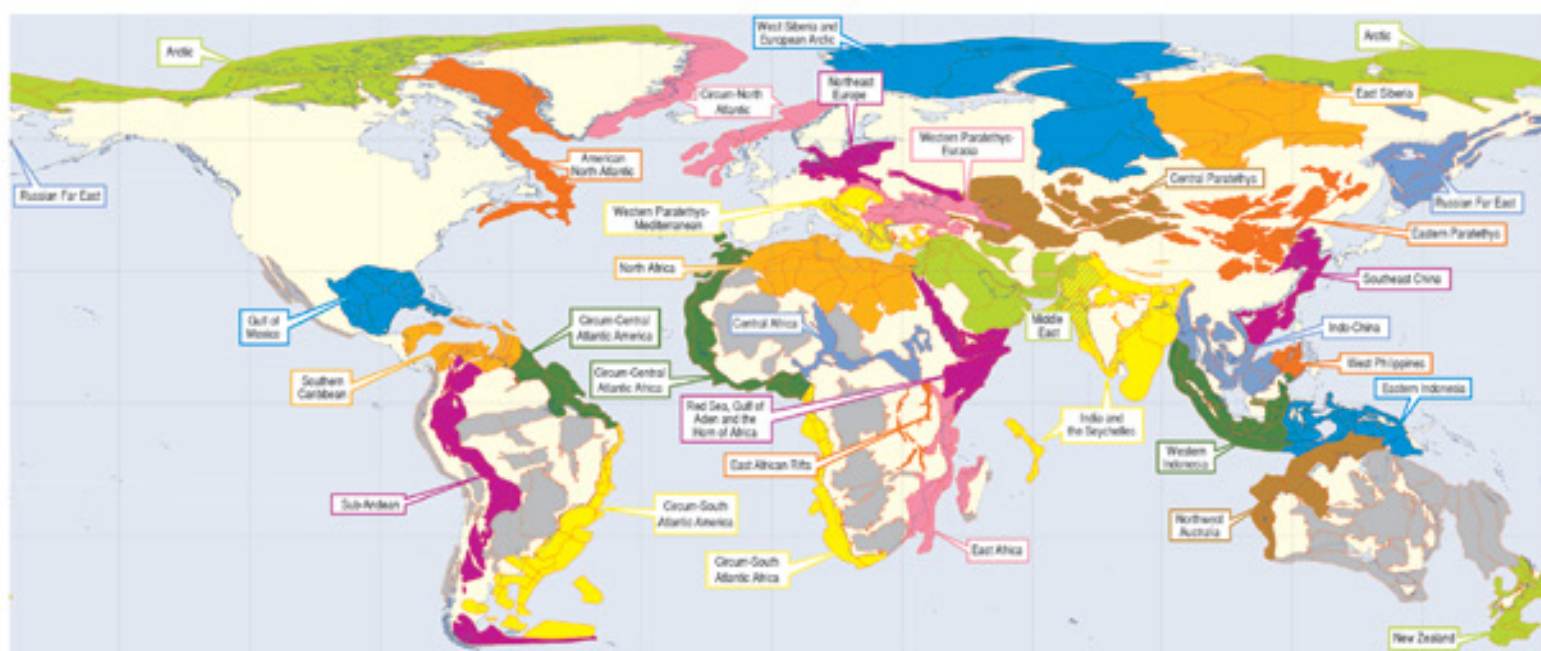 Arctic
West Siberia and
European Arctic
Arctic
Northeast
Europe
Circum-North
Atlantic
East Siberia
Western Paratethys-
Eurasia
American
North Atlantic
Central Paratethys
Russian Far East
Russian Far East
Western Paratethys-
Mediterranean
Eastern Paratethys
North Africa
Southeast China
Gulf of
Mexico
Circum-Central
Atlantic America
Central Africa
Middle
East
Indo-China
West Philippines
Southern
Caribbean
Circum-Central
Atlantic Africa
Eastern Indonesia
Red Sea, Gulf of
Aden and the
Horn of Africa
India and
the Seychelles
Western
Indonesia
East African Rifts
Sub-Andean
Circum-South
Atlantic America
Northwest
Australia
East Africa
Circum-South
Atlantic Africa
New Zealand